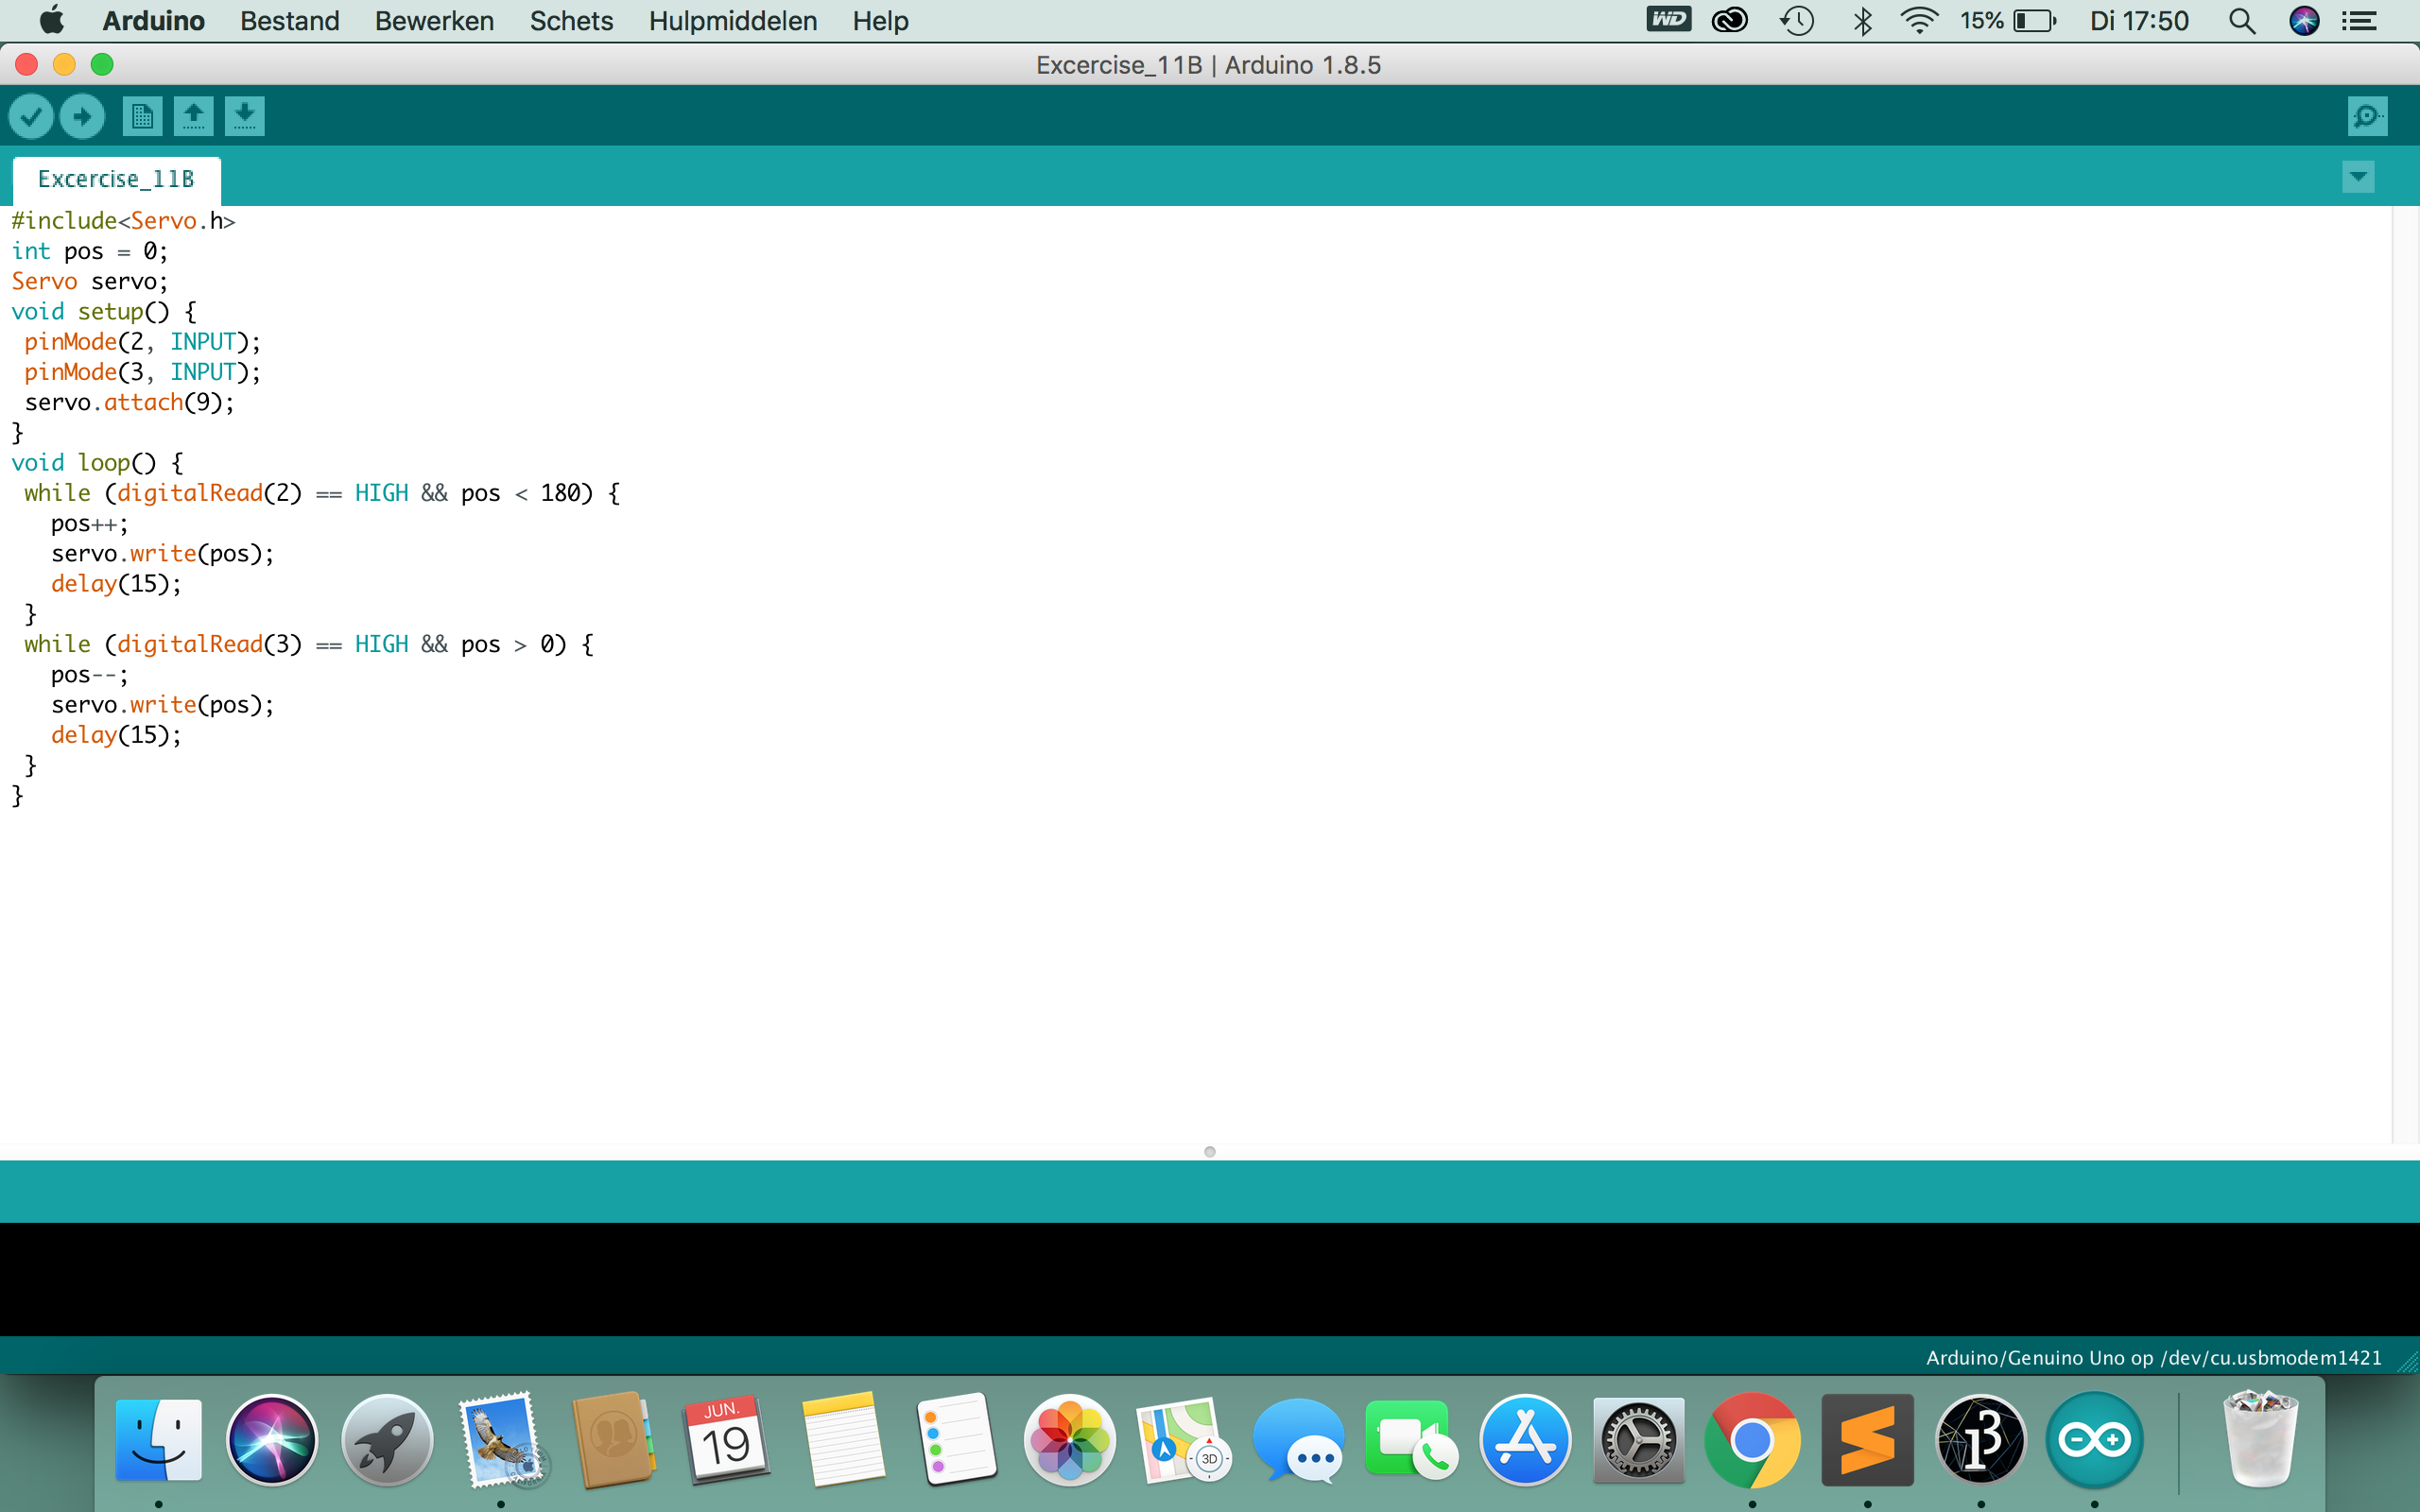 Arduino Bestand Bewerken Schets Hulpmiddelen Help WD 15% Di 17:50
Excercise_11B | Arduino 1.8.5
Excercise_11B
#include<Servo.h>
int pos = 0;
Servo servo;
void setup() {
 pinMode(2, INPUT);
 pinMode(3, INPUT);
 servo.attach(9);
}
void loop() {
 while (digitalRead(2) == HIGH && pos < 180) {
   pos++;
   servo.write(pos);
   delay(15);
 }
 while (digitalRead(3) == HIGH && pos > 0) {
   pos--;
   servo.write(pos);
   delay(15);
 }
}
Arduino/Genuino Uno op /dev/cu.usbmodem1421
JUN.
19
3D